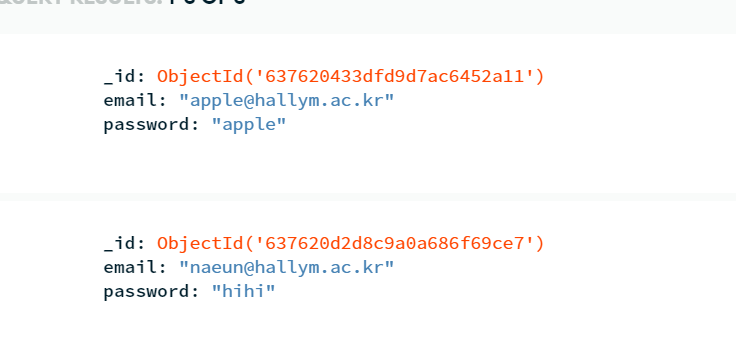 _id: ObjectId('637620433dfd9d7ac6452a11')
email: "apple@hallym.ac.kr"
password: "apple"
_id: ObjectId('637620d2d8c9a0a686f69ce7')
email: "naeun@hallym.ac.kr"
password: "hihi"